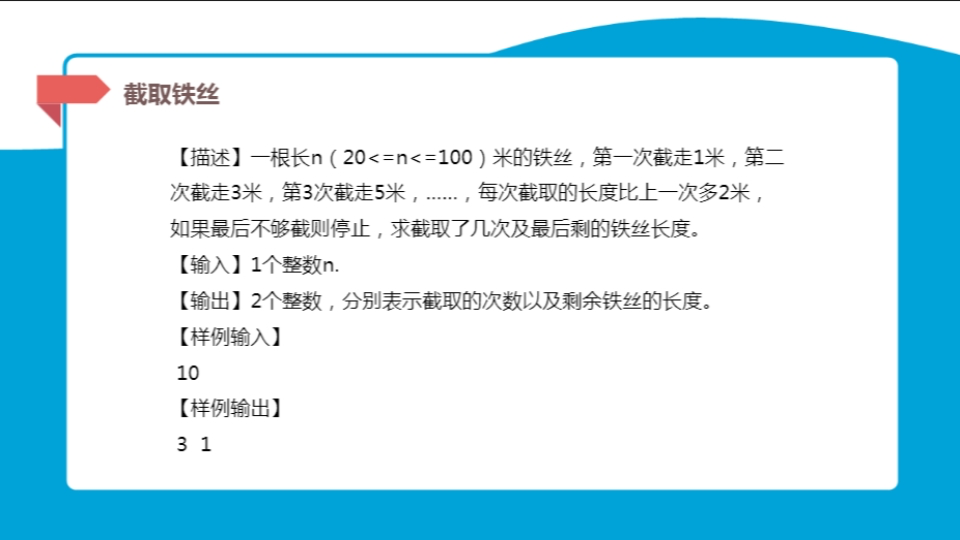 截取铁丝
【描述】一根长n（20<=n<=100）米的铁丝，第一次截走1米，第二
次截走3米，第3次截走5米，……，每次截取的长度比上一次多2米，
如果最后不够截则停止，求截取了几次及最后剩的铁丝长度。
【输入】1个整数n.
【输出】2个整数，分别表示截取的次数以及剩余铁丝的长度。
【样例输入】
10
【样例输出】
3 1